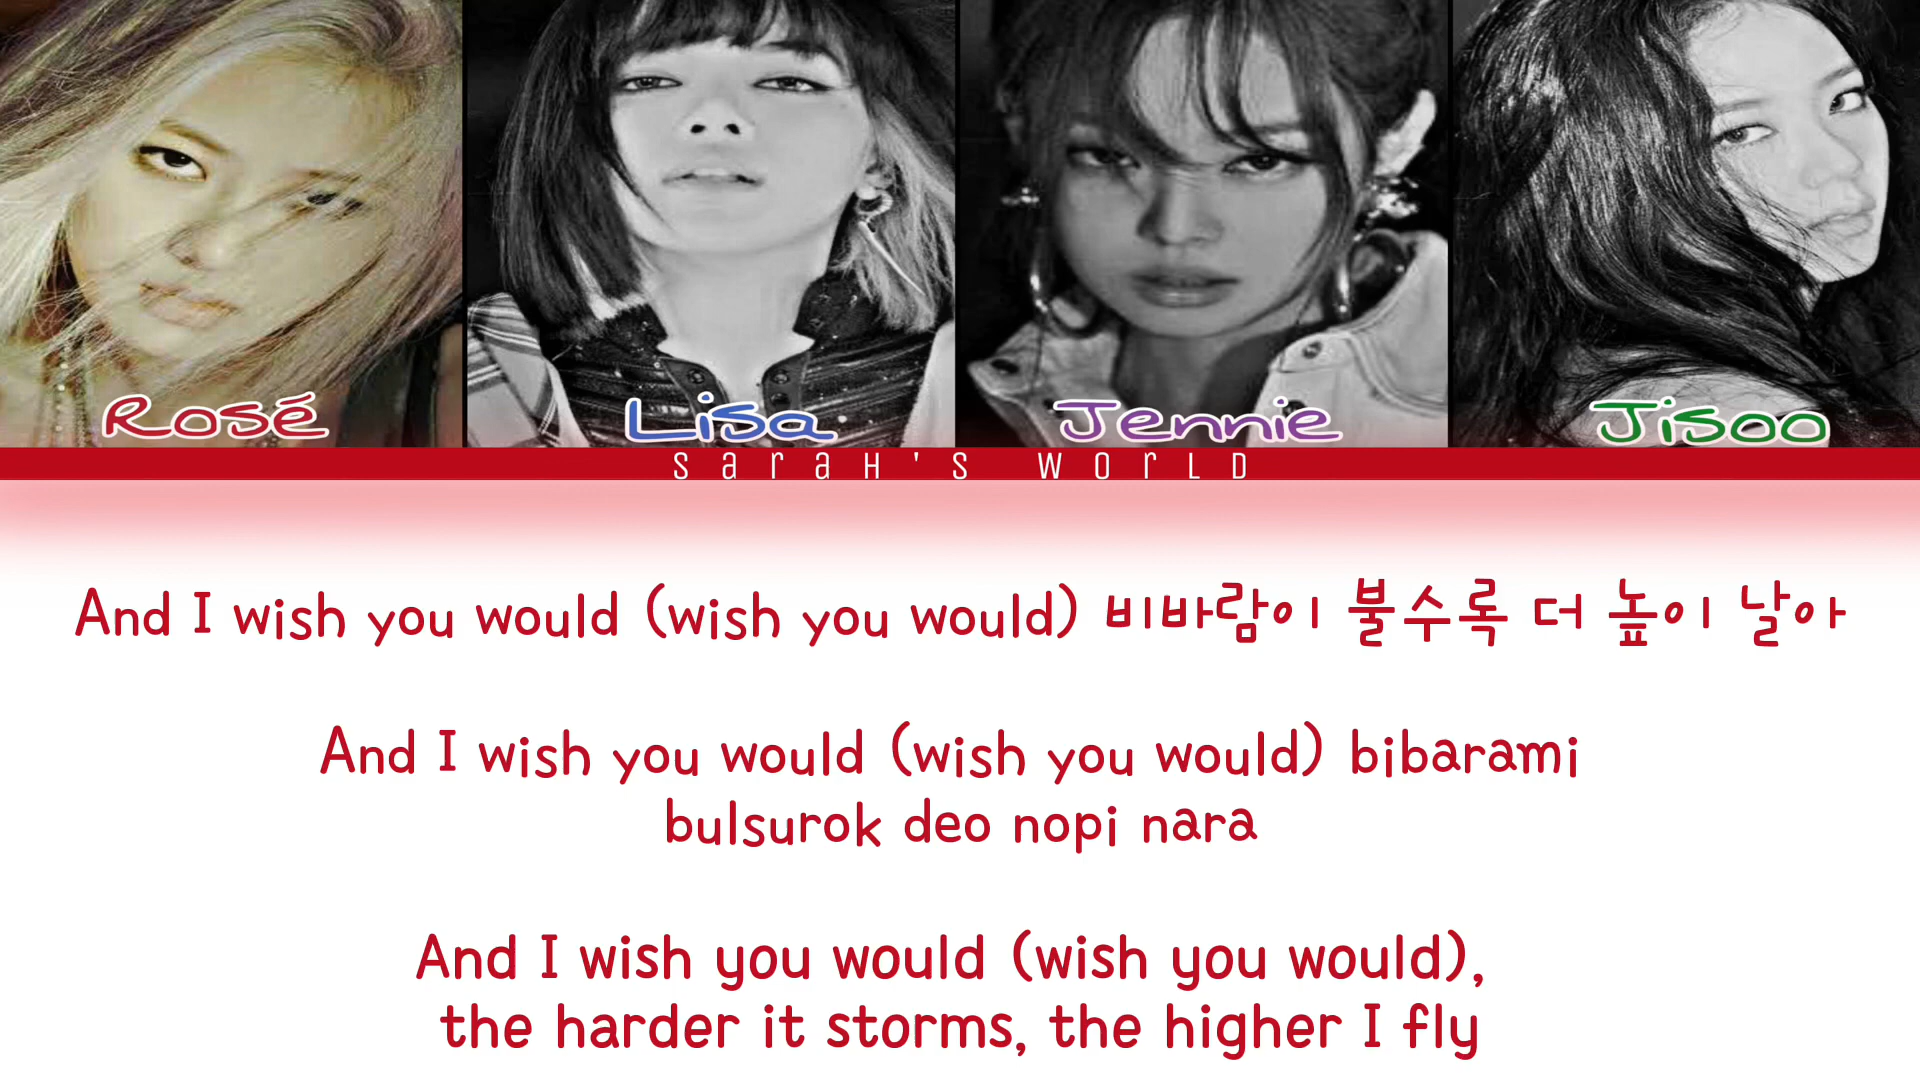 Rosé
Lisa
Jennie
Jisoo
SaraH'S WorLD
And I wish you would (wish you would) 비바람이 불수록 더 높이 날아
And I wish you would (wish you would) bibarami
bulsurok deo nopi nara
And I wish you would (wish you would),
the harder it storms, the higher I fly